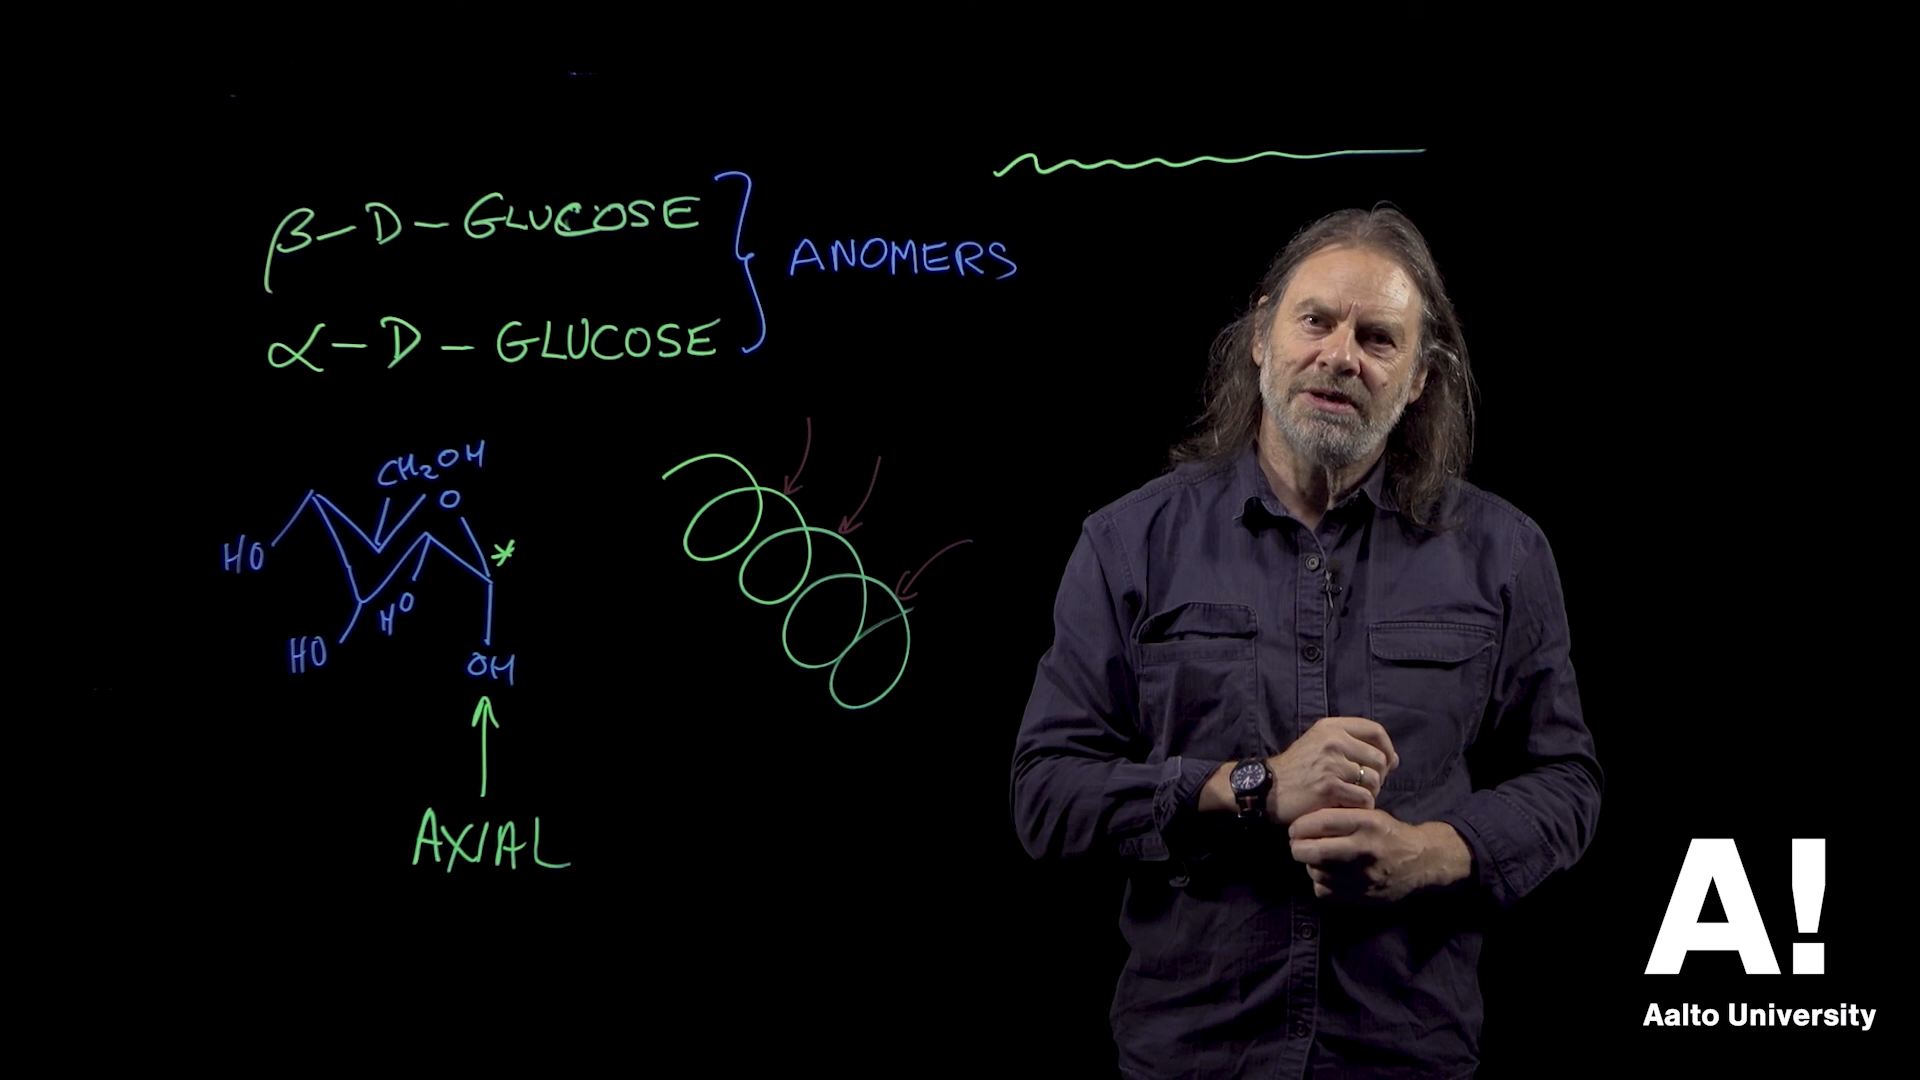 β-D-GLUCOSE
α-D-GLUCOSE
ANOMERS
CH₂OH
O
HO
*
HO
HO
OH
AXIAL
A!
Aalto University